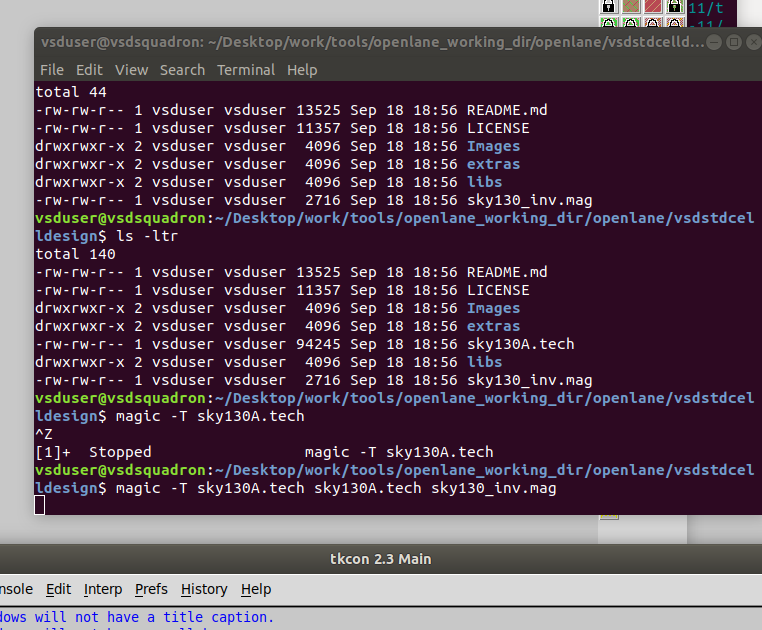 11/t
-11/
vsduser@vsdsquadron: ~/Desktop/work/tools/openlane_working_dir/openlane/vsdstdcelld...
File Edit View Search Terminal Help
total 44
-rw-rw-r-- 1 vsduser vsduser 13525 Sep 18 18:56 README.md
-rw-rw-r-- 1 vsduser vsduser 11357 Sep 18 18:56 LICENSE
drwxrwxr-x 2 vsduser vsduser  4096 Sep 18 18:56 Images
drwxrwxr-x 2 vsduser vsduser  4096 Sep 18 18:56 extras
drwxrwxr-x 2 vsduser vsduser  4096 Sep 18 18:56 libs
-rw-rw-r-- 1 vsduser vsduser  2716 Sep 18 18:56 sky130_inv.mag
vsduser@vsdsquadron:~/Desktop/work/tools/openlane_working_dir/openlane/vsdstdcel
ldesign$ ls -ltr
total 140
-rw-rw-r-- 1 vsduser vsduser 13525 Sep 18 18:56 README.md
-rw-rw-r-- 1 vsduser vsduser 11357 Sep 18 18:56 LICENSE
drwxrwxr-x 2 vsduser vsduser  4096 Sep 18 18:56 Images
drwxrwxr-x 2 vsduser vsduser  4096 Sep 18 18:56 extras
-rw-rw-r-- 1 vsduser vsduser 94245 Sep 18 18:56 sky130A.tech
drwxrwxr-x 2 vsduser vsduser  4096 Sep 18 18:56 libs
-rw-rw-r-- 1 vsduser vsduser  2716 Sep 18 18:56 sky130_inv.mag
vsduser@vsdsquadron:~/Desktop/work/tools/openlane_working_dir/openlane/vsdstdcel
ldesign$ magic -T sky130A.tech
^Z
[1]+  Stopped                 magic -T sky130A.tech
vsduser@vsdsquadron:~/Desktop/work/tools/openlane_working_dir/openlane/vsdstdcel
ldesign$ magic -T sky130A.tech sky130A.tech sky130_inv.mag
tkcon 2.3 Main
nsole Edit Interp Prefs History Help
dows will not have a title caption.